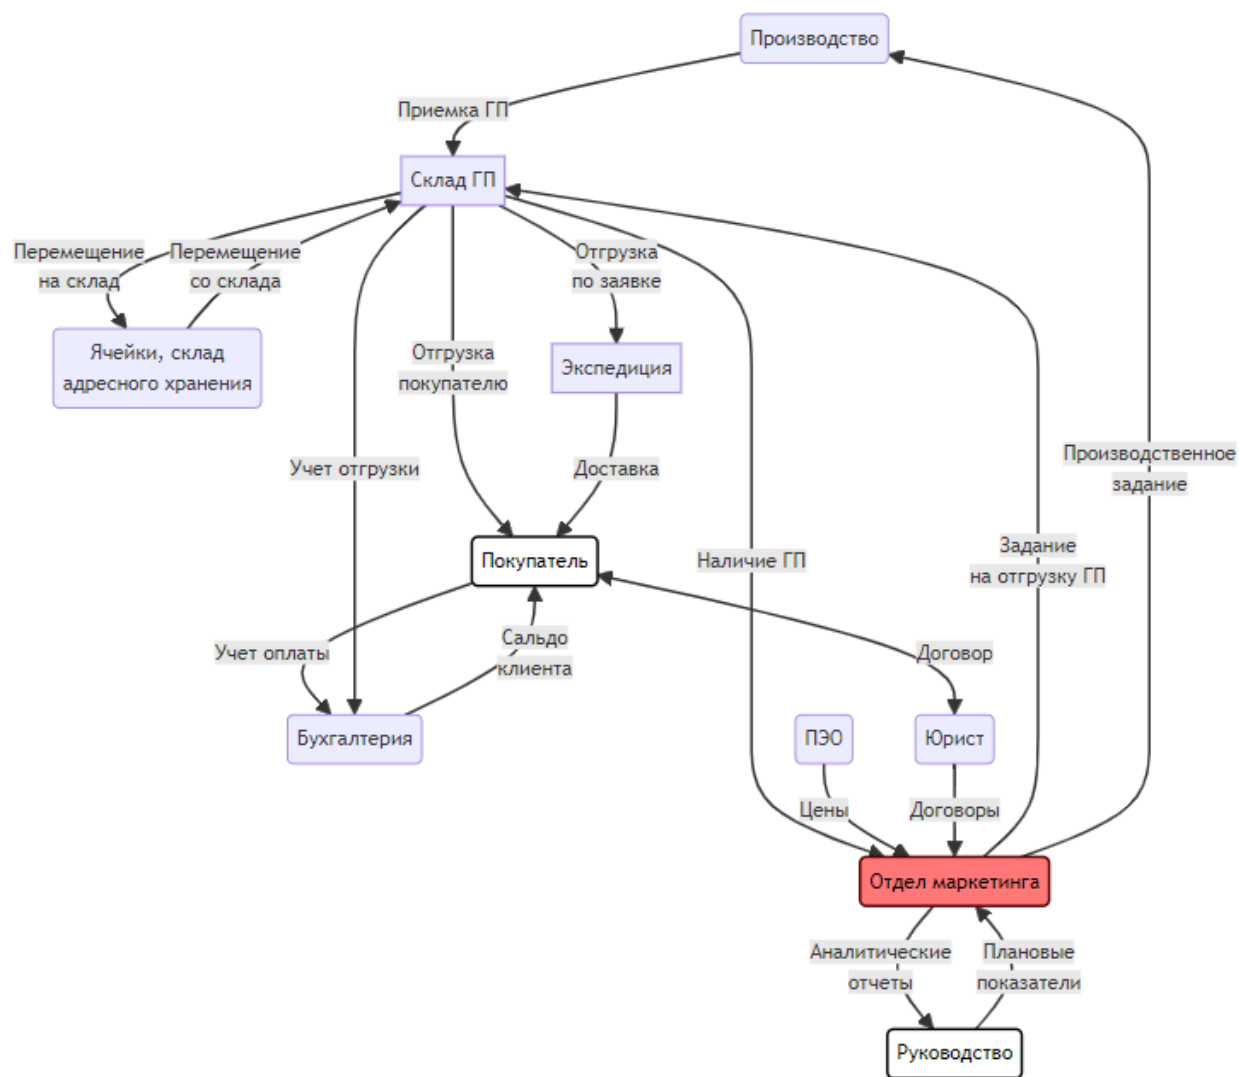 Производство
Приемка ГП
Склад ГП
Перемещение
на склад
Перемещение
со склада
Отгрузка
по заявке
Ячейки, склад
адресного хранения
Отгрузка
покупателю
Экспедиция
Учет отгрузки
Доставка
Производственное
задание
Покупатель
Наличие ГП
Задание
на отгрузку ГП
Учет оплаты
Сальдо
клиента
Договор
Бухгалтерия
ПЭО
Юрист
Цены
Договоры
Отдел маркетинга
Аналитические
отчеты
Плановые
показатели
Руководство